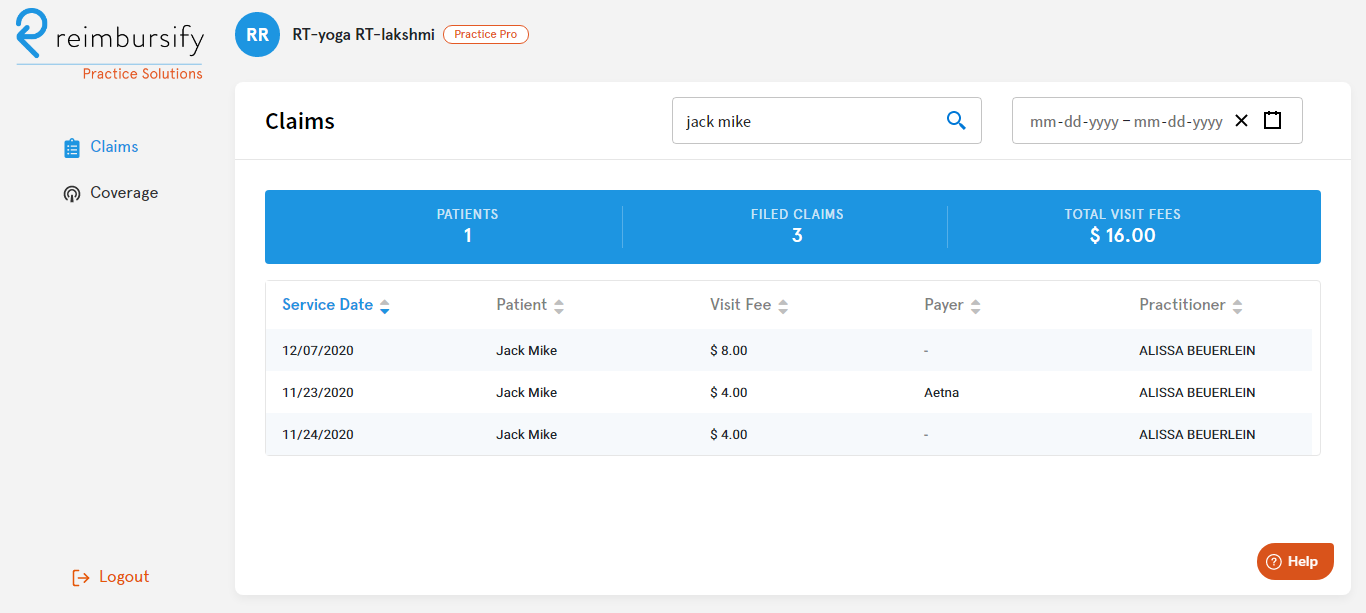 reimbursify
Practice Solutions
RR RT-yoga RT-lakshmi Practice Pro
Claims
Coverage
Logout
Claims jack mike mm-dd-yyyy – mm-dd-yyyy
PATIENTS FILED CLAIMS TOTAL VISIT FEES
1 3 $ 16.00
Service Date Patient Visit Fee Payer Practitioner
12/07/2020 Jack Mike $ 8.00 - ALISSA BEUERLEIN
11/23/2020 Jack Mike $ 4.00 Aetna ALISSA BEUERLEIN
11/24/2020 Jack Mike $ 4.00 - ALISSA BEUERLEIN
? Help